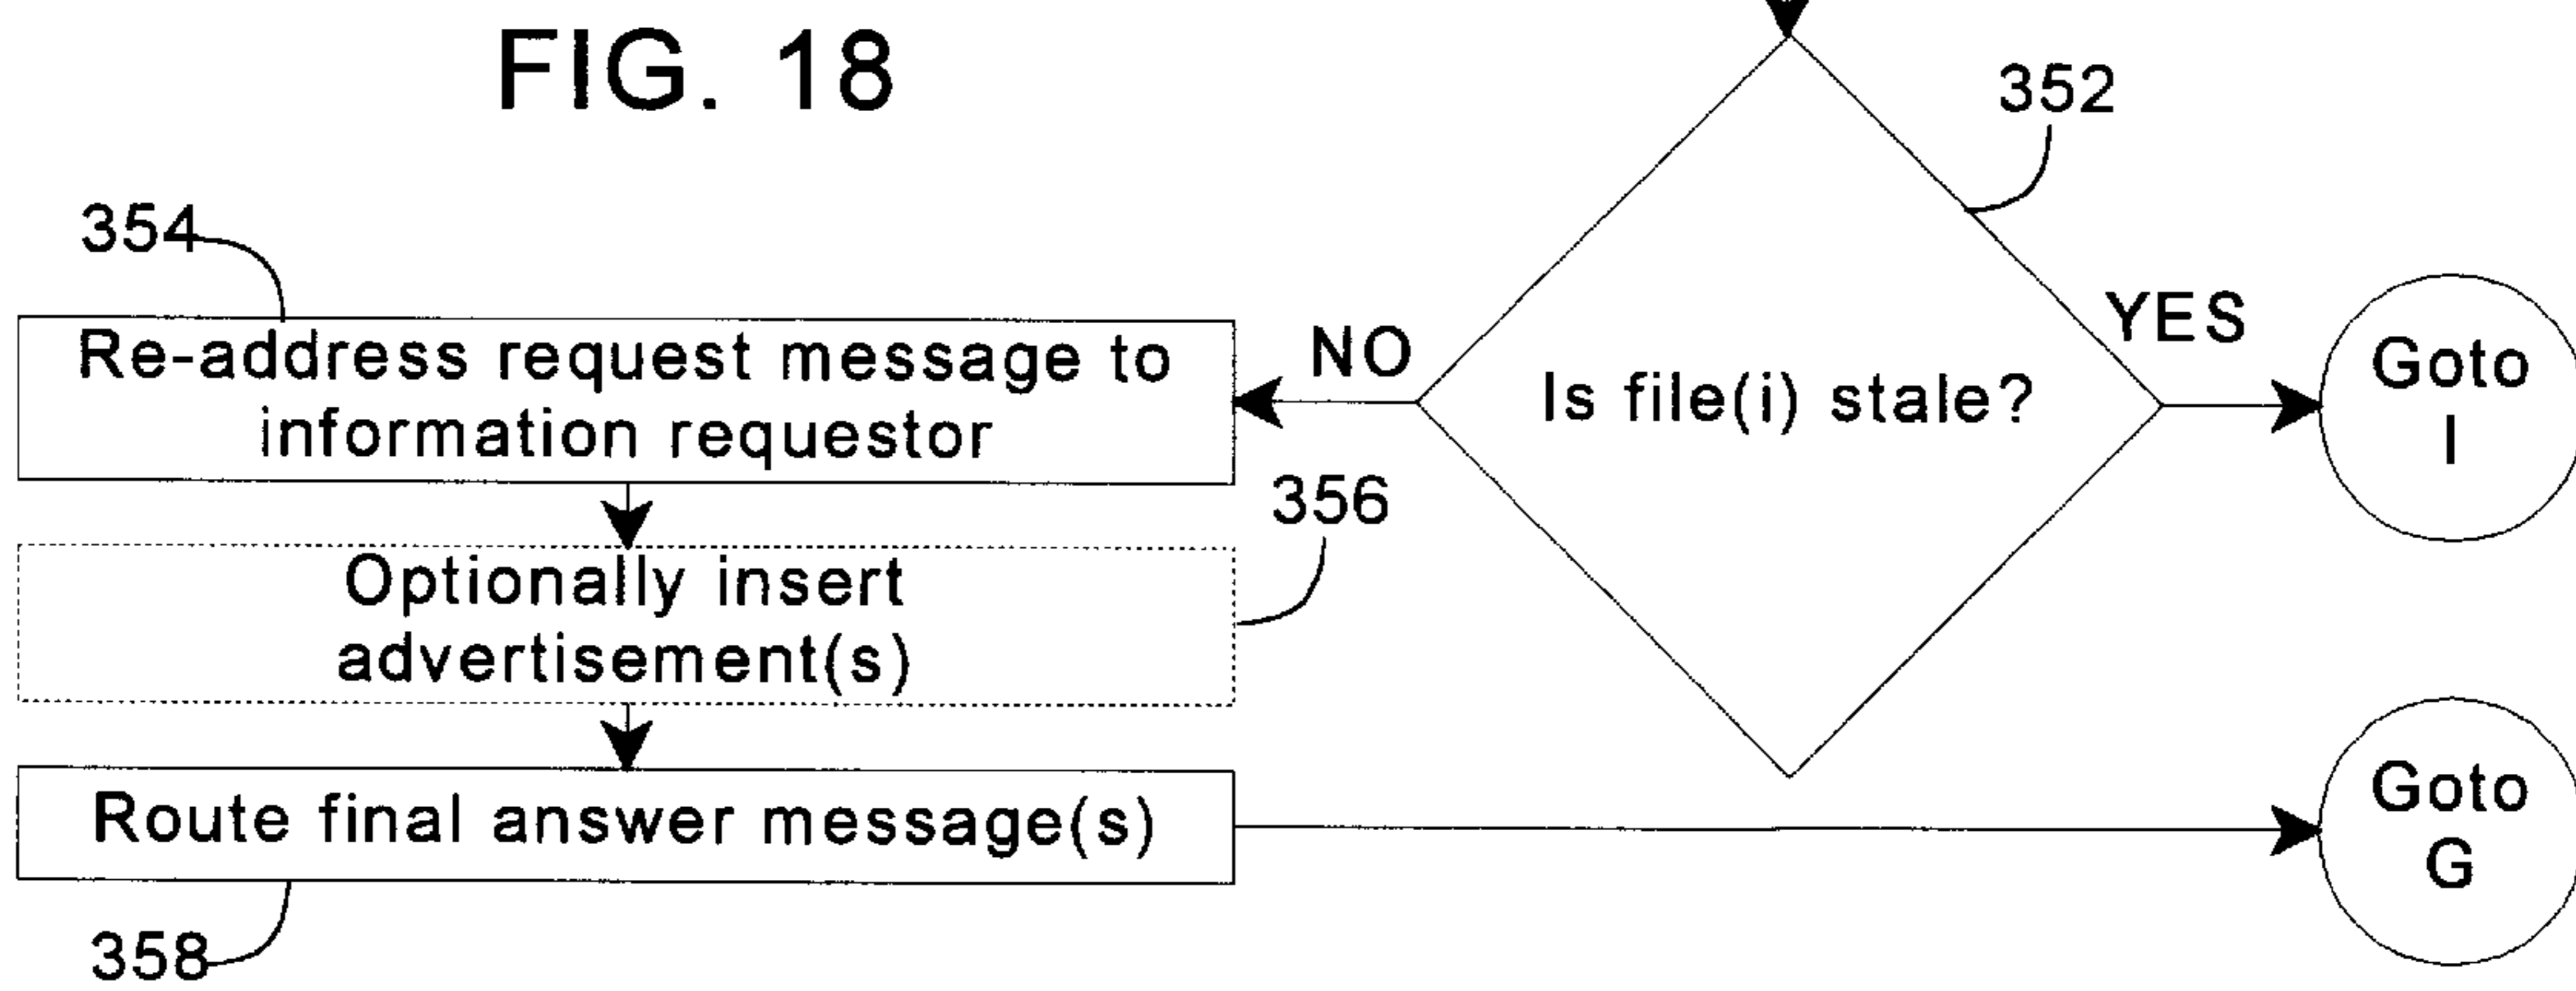 FIG. 18
352
354
Re-address request message to
information requestor
NO
Is file(i) stale?
YES
Goto
I
356
Optionally insert
advertisement(s)
Route final answer message(s)
Goto
G
358